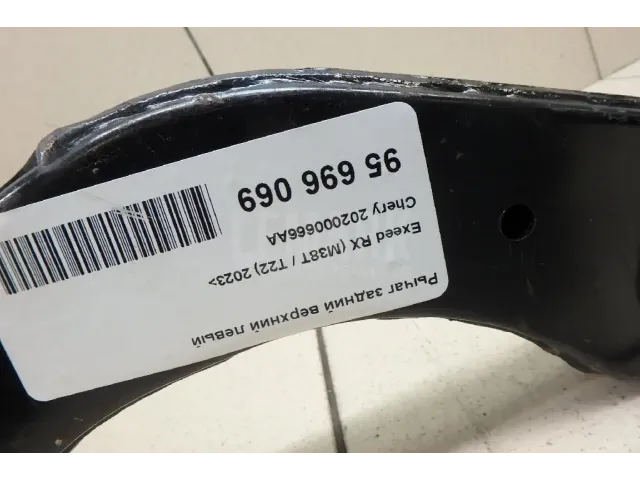 Рычаг задний верхний левый
Exeed RX (M38T / T22) 2023>
Chery 202000666AA
95 696 069